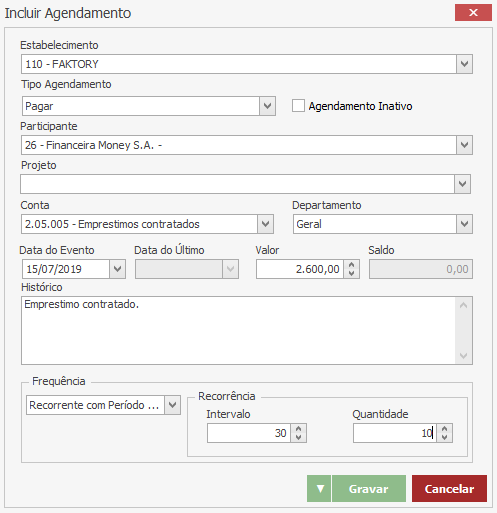 Incluir Agendamento
Estabelecimento
110 - FAKTORY
Tipo Agendamento
Pagar
Agendamento Inativo
Participante
26 - Financeira Money S.A. -
Projeto
Conta
Departamento
2.05.005 - Emprestimos contratados
Geral
Data do Evento
Data do Último
Valor
Saldo
15/07/2019
2.600,00
0,00
Histórico
Emprestimo contratado.
Frequência
Recorrente com Período ...
Recorrência
Intervalo
Quantidade
30
10
Gravar
Cancelar